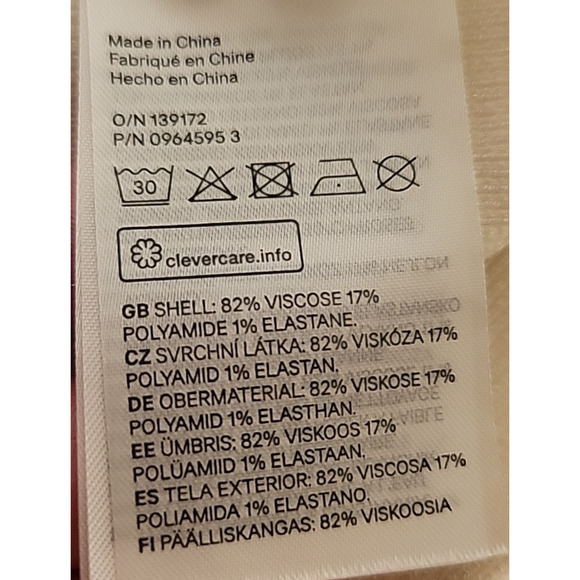 Made in China
Fabriqué en Chine
Hecho en China
O/N 139172
P/N 0964595 3
30
clevercare.info
GB SHELL: 82% VISCOSE 17%
POLYAMIDE 1% ELASTANE.
CZ SVRCHNÍ LÁTKA: 82% VISKÓZA 17%
POLYAMID 1% ELASTAN.
DE OBERMATERIAL: 82% VISKOSE 17%
POLYAMID 1% ELASTHAN.
EE ÜMBRIS: 82% VISKOOS 17%
POLÜAMIID 1% ELASTAAN.
ES TELA EXTERIOR: 82% VISCOSA 17%
POLIAMIDA 1% ELASTANO.
FI PÄÄLLISKANGAS: 82% VISKOOSIA